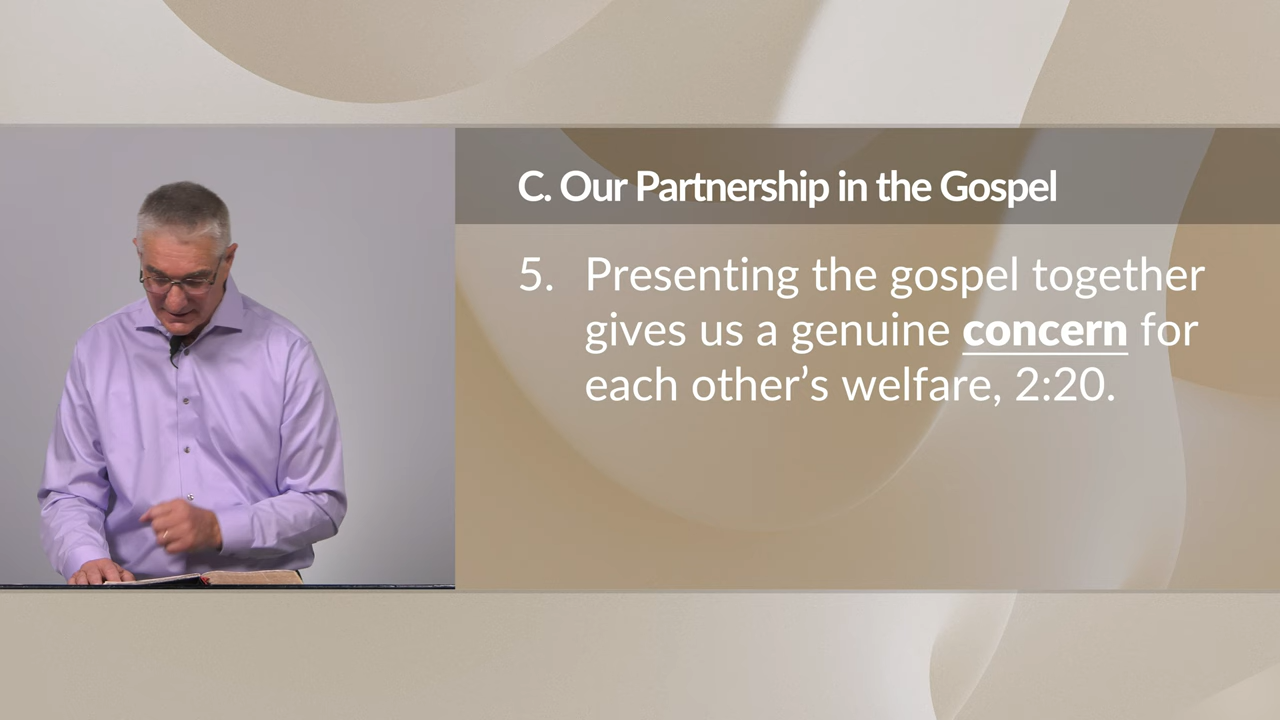 C. Our Partnership in the Gospel
5. Presenting the gospel together
gives us a genuine concern for
each other’s welfare, 2:20.